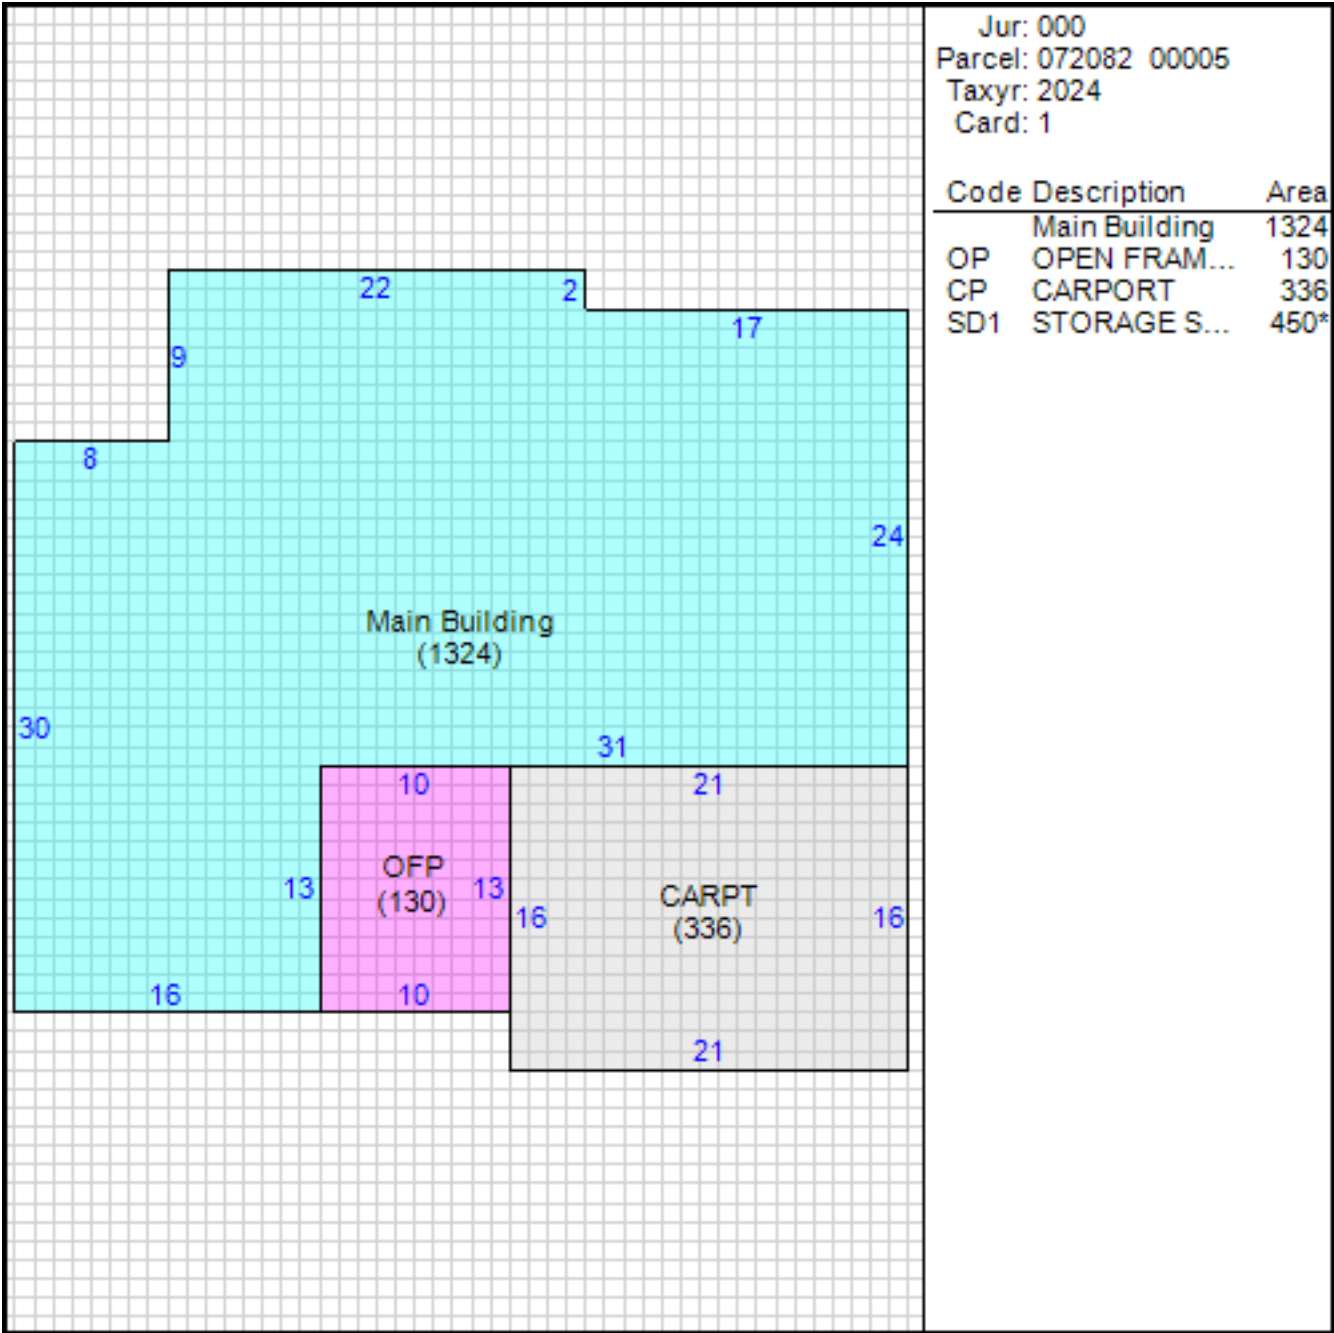 Jur: 000
Parcel: 072082 00005
Taxyr: 2024
Card: 1
Code Description Area
Main Building 1324
OP OPEN FRAM... 130
CP CARPORT 336
SD1 STORAGE S... 450*
22
2
17
9
8
24
Main Building
(1324)
30
31
10
21
OFP
(130)
13
13
CARPT
(336)
16
16
16
10
21